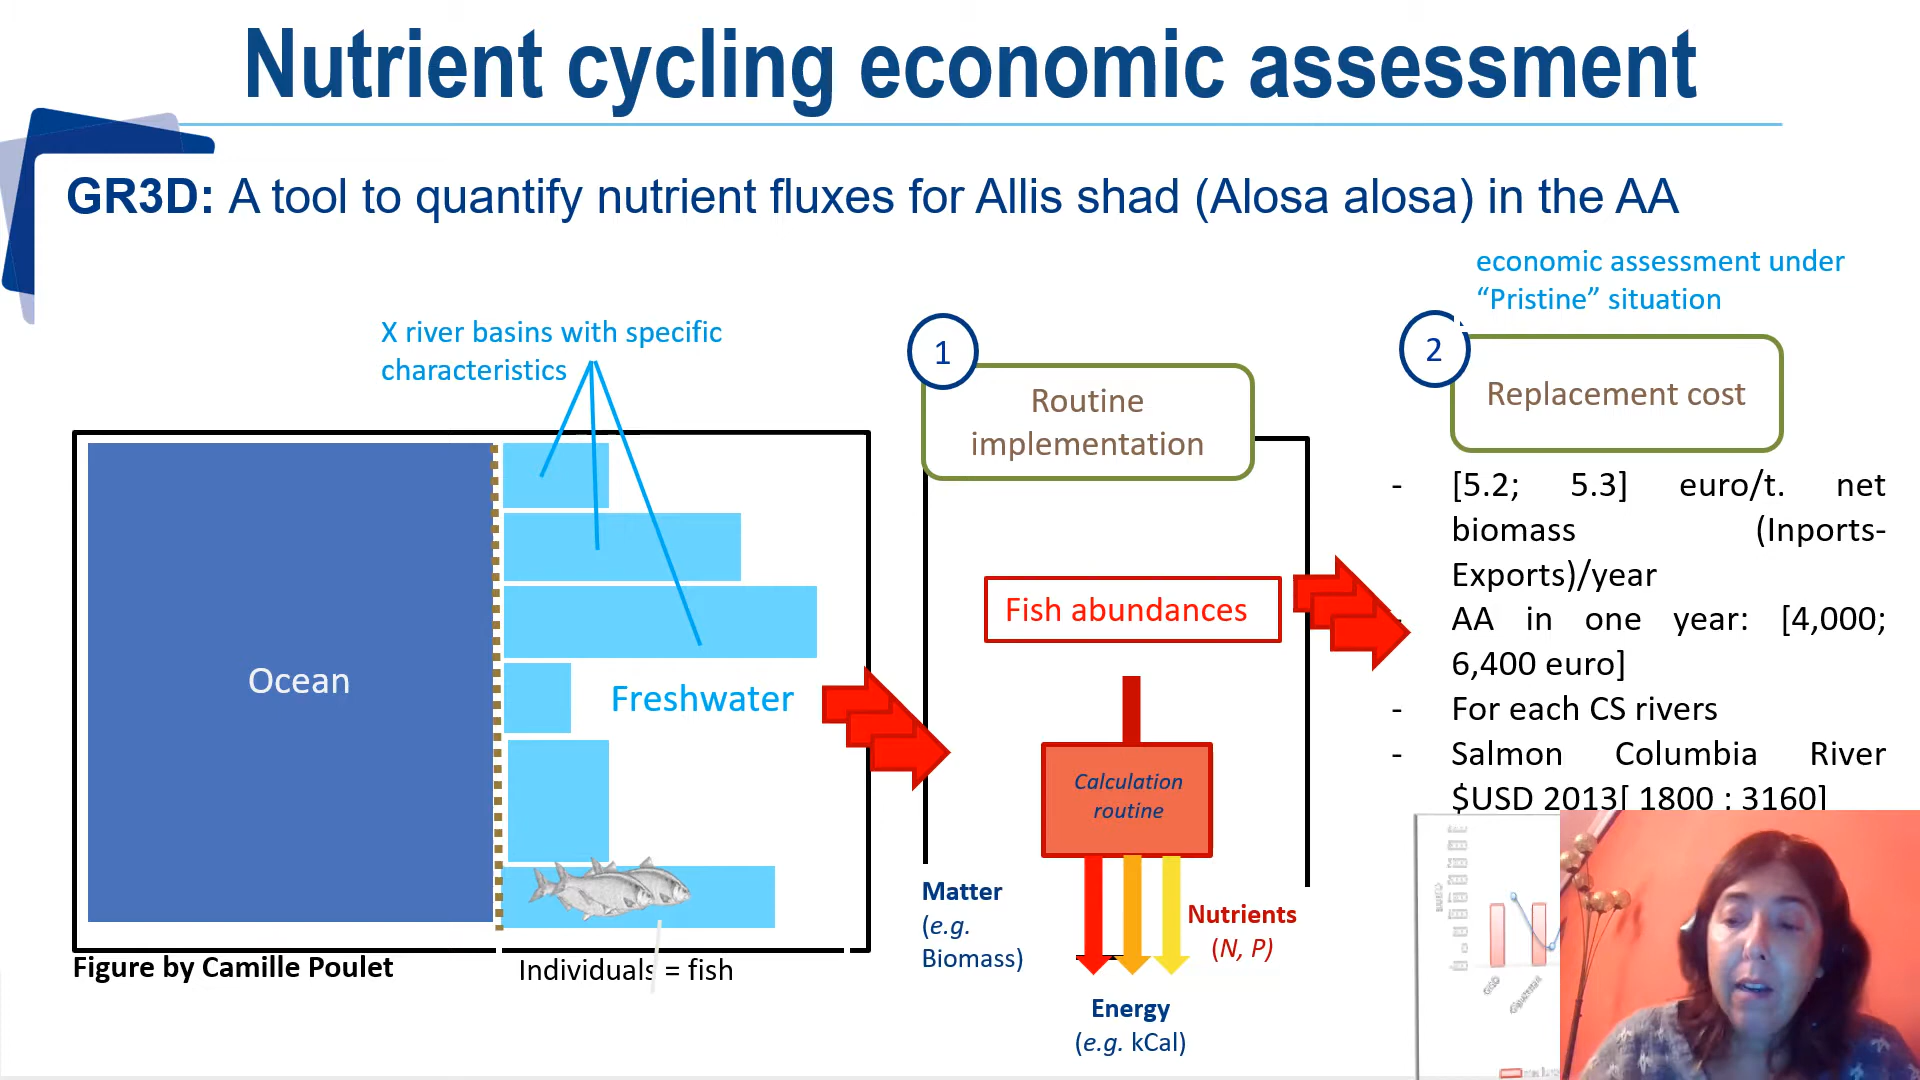 Nutrient cycling economic assessment
GR3D: A tool to quantify nutrient fluxes for Allis shad (Alosa alosa) in the AA
X river basins with specific
characteristics
Ocean
Freshwater
Figure by Camille Poulet
Individuals = fish
1
Routine
implementation
Fish abundances
Calculation
routine
Matter
(e.g.
Biomass)
Nutrients
(N, P)
Energy
(e.g. kCal)
economic assessment under
“Pristine” situation
2
Replacement cost
- [5.2; 5.3] euro/t. net
biomass (Inports-
Exports)/year
AA in one year: [4,000;
6,400 euro]
- For each CS rivers
- Salmon Columbia River
$USD 2013[ 1800 : 3160]